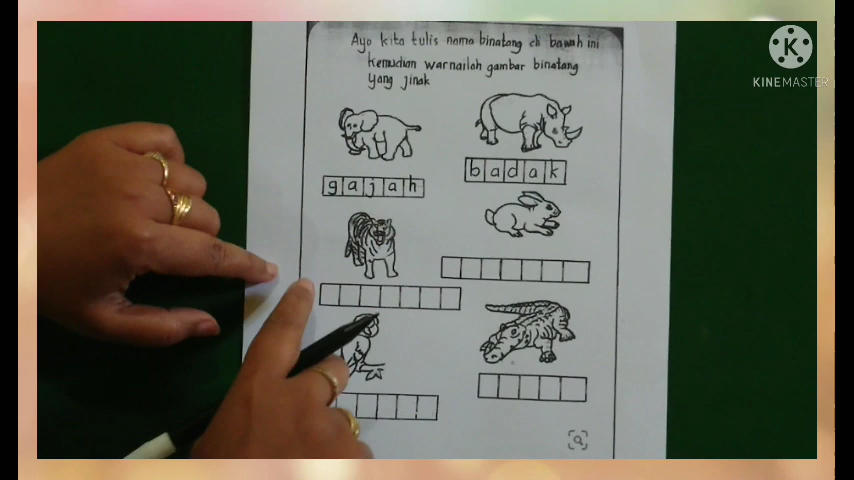 Ayo kita tulis nama binatang di bawah ini
kemudian warnailah gambar binatang
yang jinak
gajah
badak
K
KINEMASTER